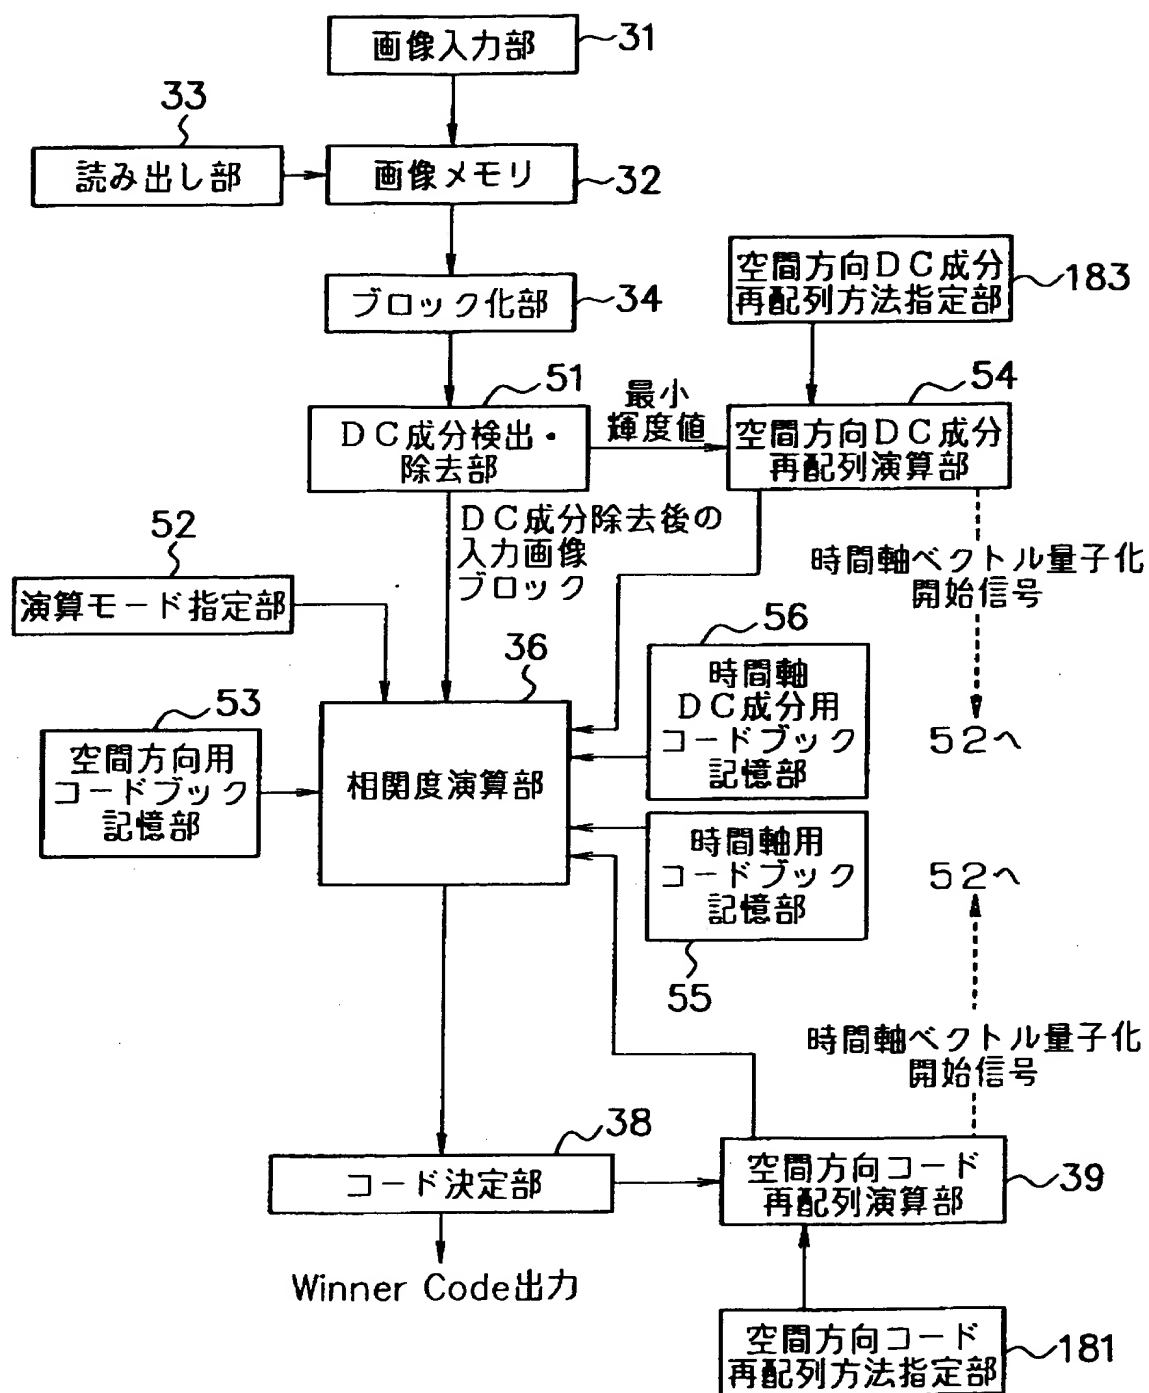 画像入力部
31
33
読み出し部
画像メモリ
32
ブロック化部
34
空間方向DC成分
再配列方法指定部
183
51
DC成分検出・
除去部
最小
輝度値
54
空間方向DC成分
再配列演算部
DC成分除去後の
入力画像
ブロック
時間軸ベクトル量子化
開始信号
52へ
52
演算モード指定部
36
相関度演算部
53
空間方向用
コードブック
記憶部
56
時間軸
DC成分用
コードブック
記憶部
時間軸用
コードブック
記憶部
55
52へ
時間軸ベクトル量子化
開始信号
38
コード決定部
空間方向コード
再配列演算部
39
Winner Code出力
空間方向コード
再配列方法指定部
181